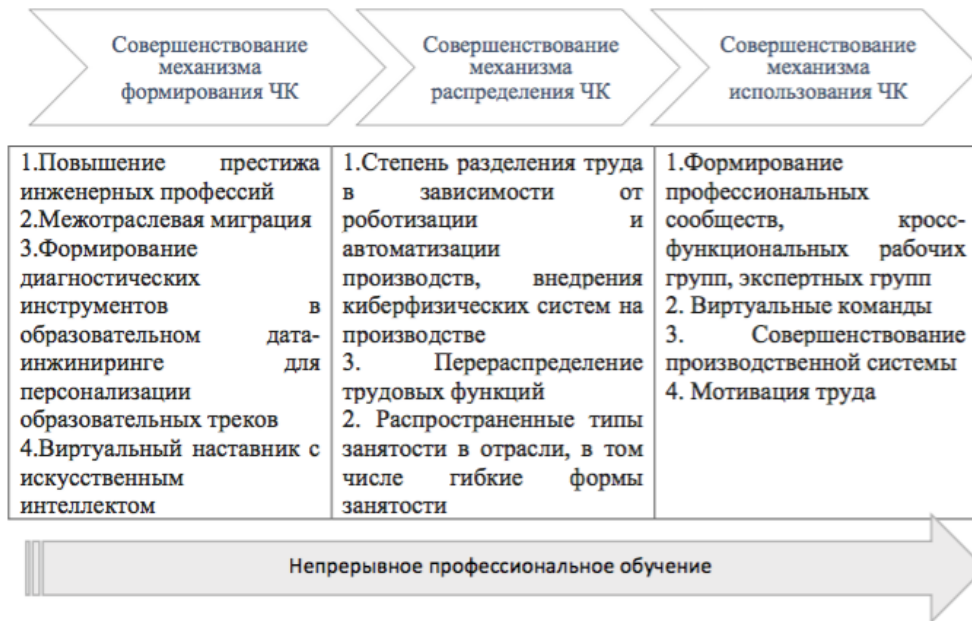 Совершенствование
механизма
формирования ЧК
Совершенствование
механизма
распределения ЧК
Совершенствование
механизма
использования ЧК
1.Повышение престижа
инженерных профессий
2.Межотраслевая миграция
3.Формирование
диагностических
инструментов в
образовательном дата-
инжиниринге для
персонализации
образовательных треков
4.Виртуальный наставник с
искусственным
интеллектом
1.Степень разделения труда
в зависимости от
роботизации и
автоматизации
производств, внедрения
киберфизических систем на
производстве
3. Перераспределение
трудовых функций
2. Распространенные типы
занятости в отрасли, в том
числе гибкие формы
занятости
1.Формирование
профессиональных
сообществ, кросс-
функциональных рабочих
групп, экспертных групп
2. Виртуальные команды
3. Совершенствование
производственной системы
4. Мотивация труда
Непрерывное профессиональное обучение